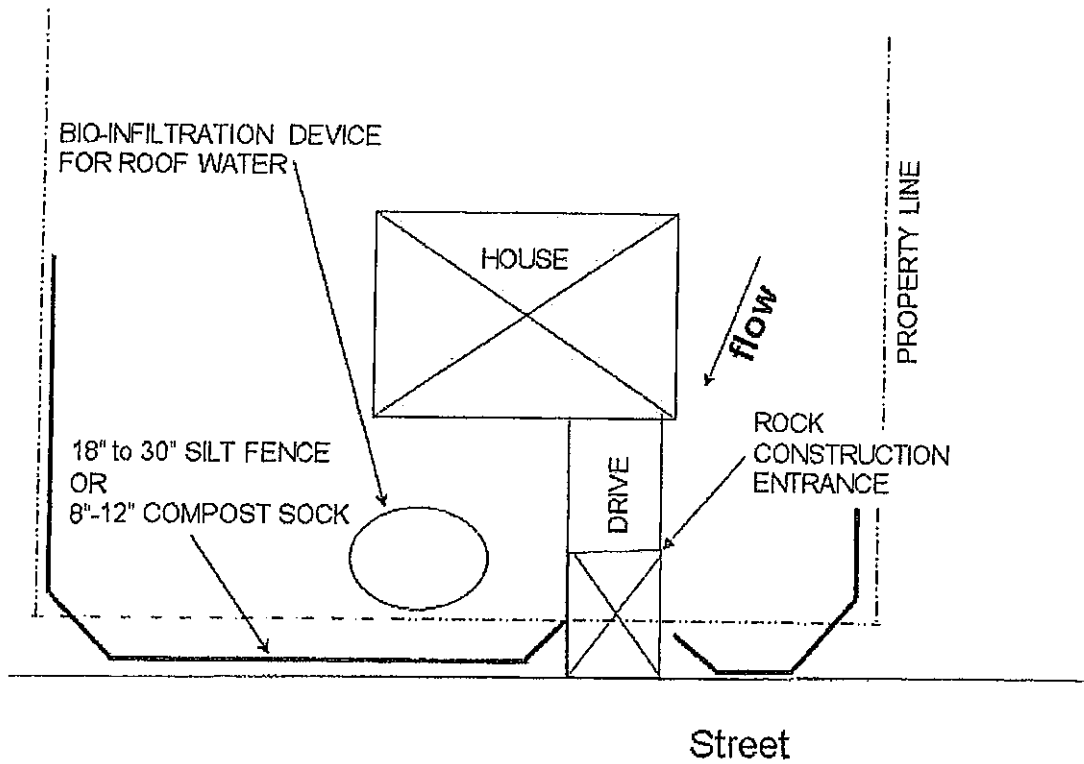 BIO-INFILTRATION DEVICE
FOR ROOF WATER
HOUSE
flow
PROPERTY LINE
18" to 30" SILT FENCE
OR
8"-12" COMPOST SOCK
DRIVE
ROCK
CONSTRUCTION
ENTRANCE
Street